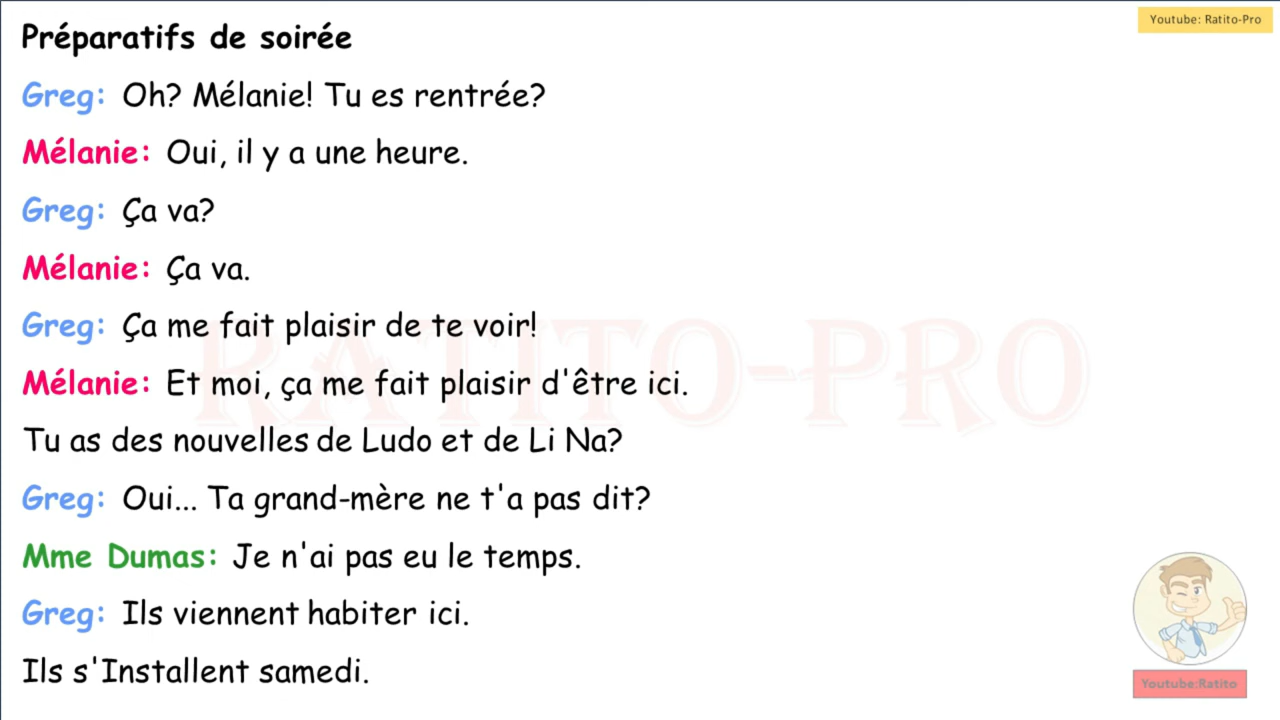 Préparatifs de soirée
Youtube: Ratito-Pro
Greg: Oh? Mélanie! Tu es rentrée?
Mélanie: Oui, il y a une heure.
Greg: Ça va?
Mélanie: Ça va.
Greg: Ça me fait plaisir de te voir!
RATITO-PRO
Mélanie: Et moi, ça me fait plaisir d'être ici.
Tu as des nouvelles de Ludo et de Li Na?
Greg: Oui... Ta grand-mère ne t'a pas dit?
Mme Dumas: Je n'ai pas eu le temps.
Greg: Ils viennent habiter ici.
Ils s'Installent samedi.
Youtube:Ratito